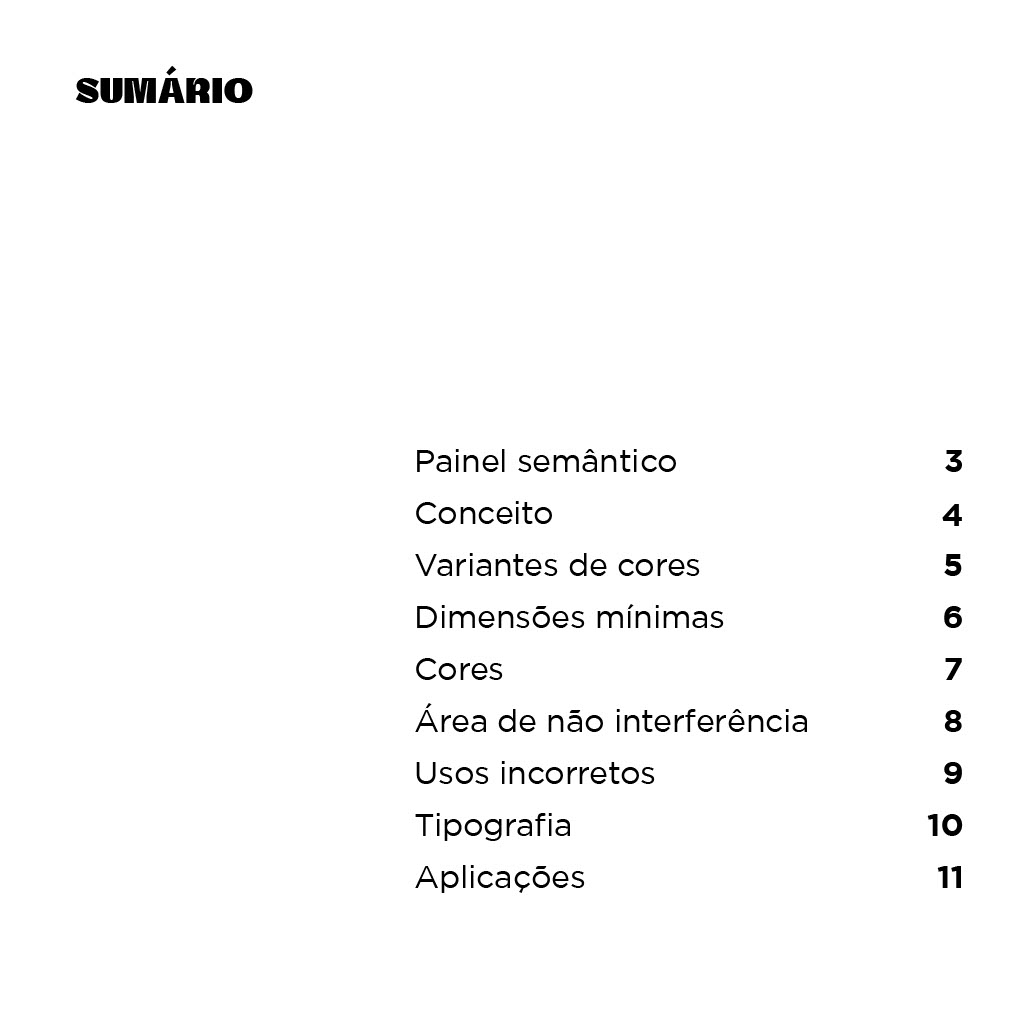 SUMÁRIO
Painel semântico 3
Conceito 4
Variantes de cores 5
Dimensões mínimas 6
Cores 7
Área de não interferência 8
Usos incorretos 9
Tipografia 10
Aplicações 11